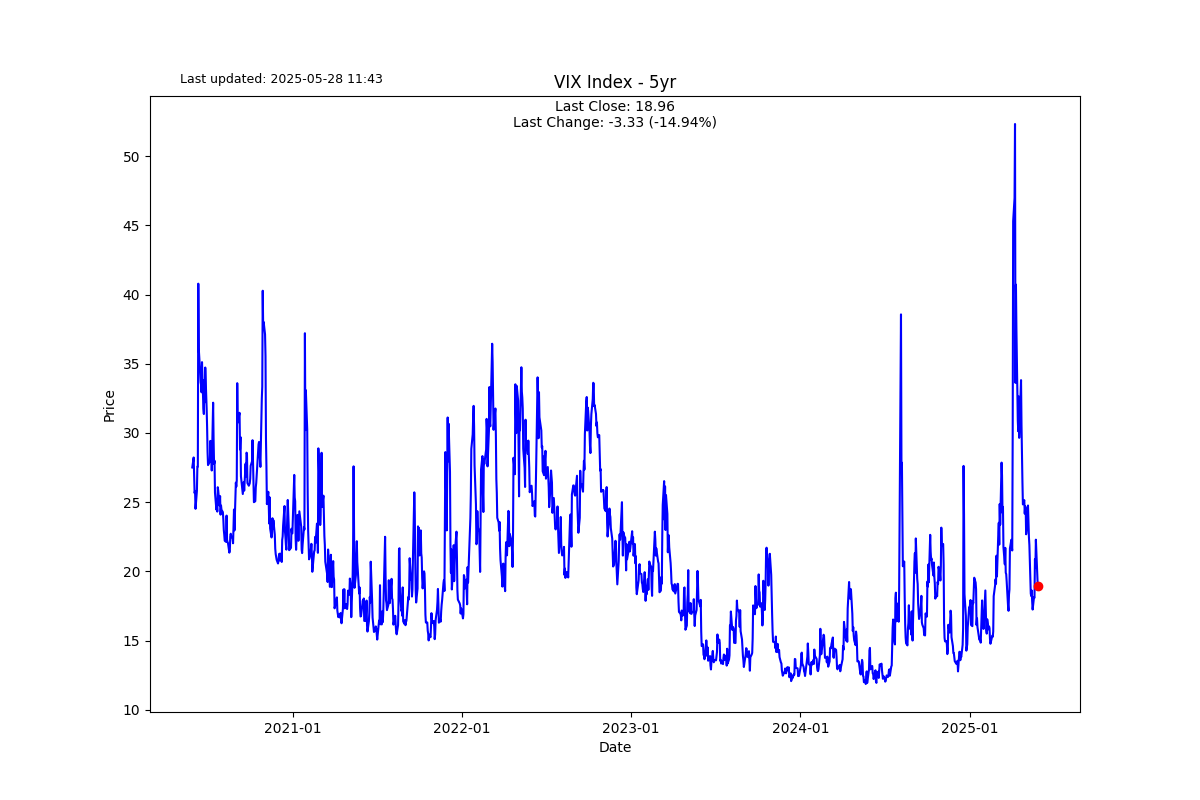 Last updated: 2025-05-28 11:43
VIX Index - 5yr
Last Close: 18.96
Last Change: -3.33 (-14.94%)
50
45
40
35
30
25
20
15
10
Price
2021-01
2022-01
2023-01
2024-01
2025-01
Date